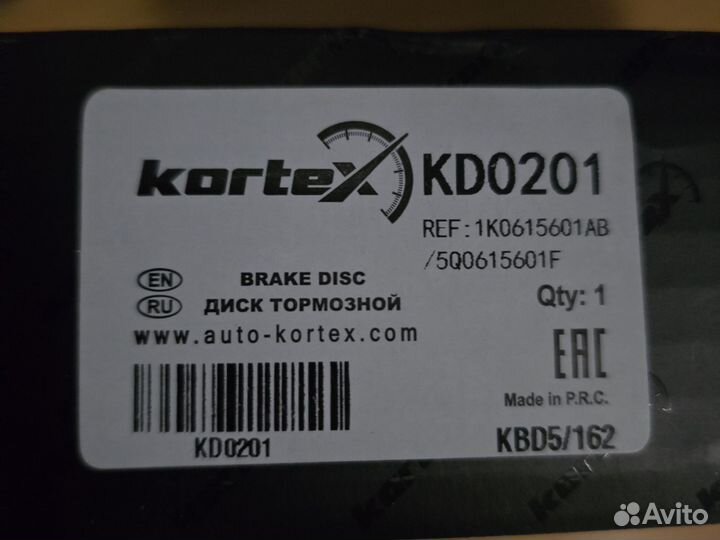 kortex KD0201
REF:1K0615601AB
/5Q0615601F
EN BRAKE DISC
RU ДИСК ТОРМОЗНОЙ
Qty: 1
www.auto-kortex.com
EAC
Made in P.R.C.
KD0201
KBD5/162
Avito